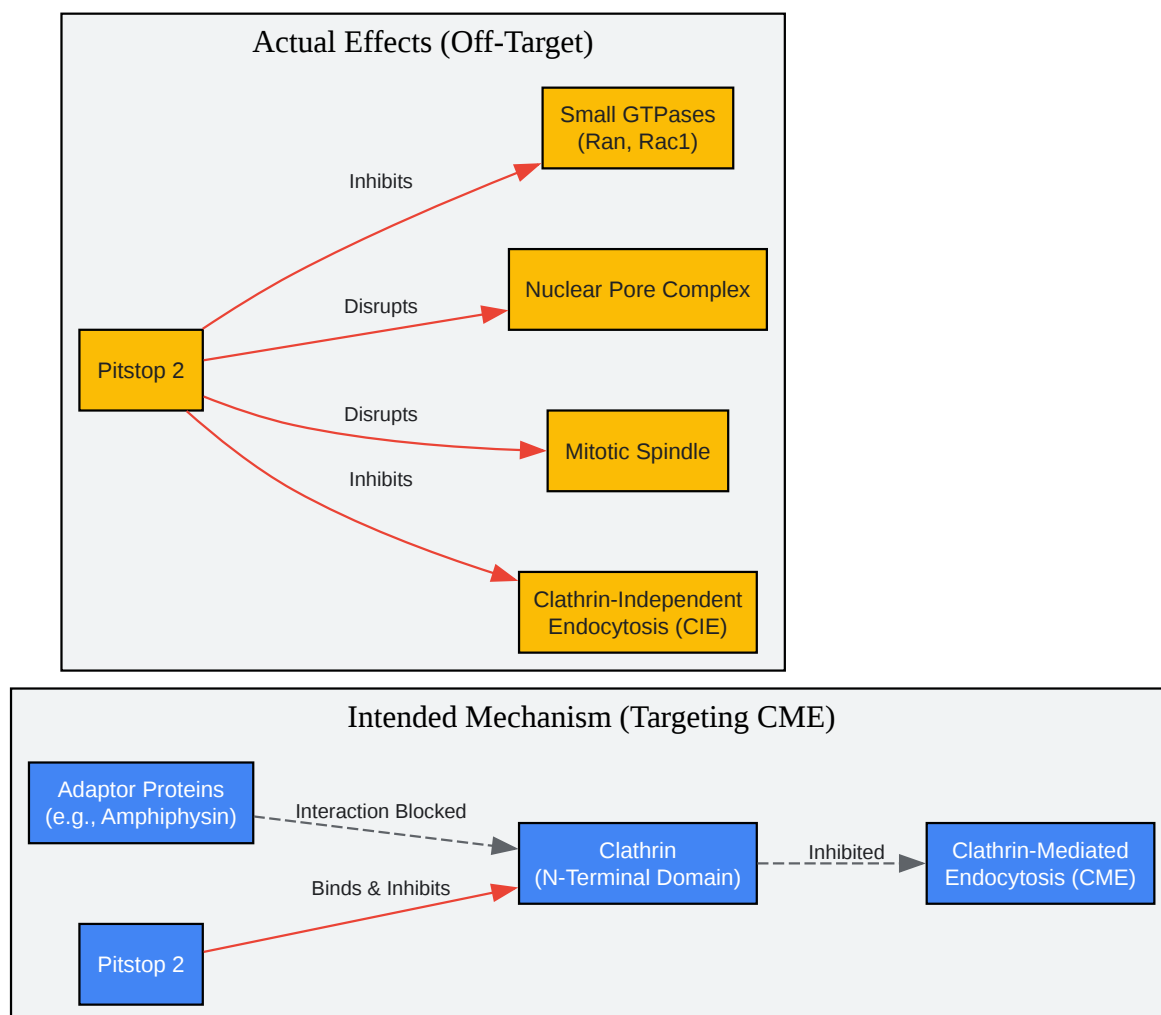 Actual Effects (Off-Target)
Small GTPases
(Ran, Rac1)
Inhibits
Nuclear Pore Complex
Disrupts
Pitstop 2
Disrupts
Mitotic Spindle
Inhibits
Clathrin-Independent
Endocytosis (CIE)
Intended Mechanism (Targeting CME)
Adaptor Proteins
(e.g., Amphiphysin)
Interaction Blocked
Clathrin
(N-Terminal Domain)
Inhibited
Clathrin-Mediated
Endocytosis (CME)
Binds & Inhibits
Pitstop 2